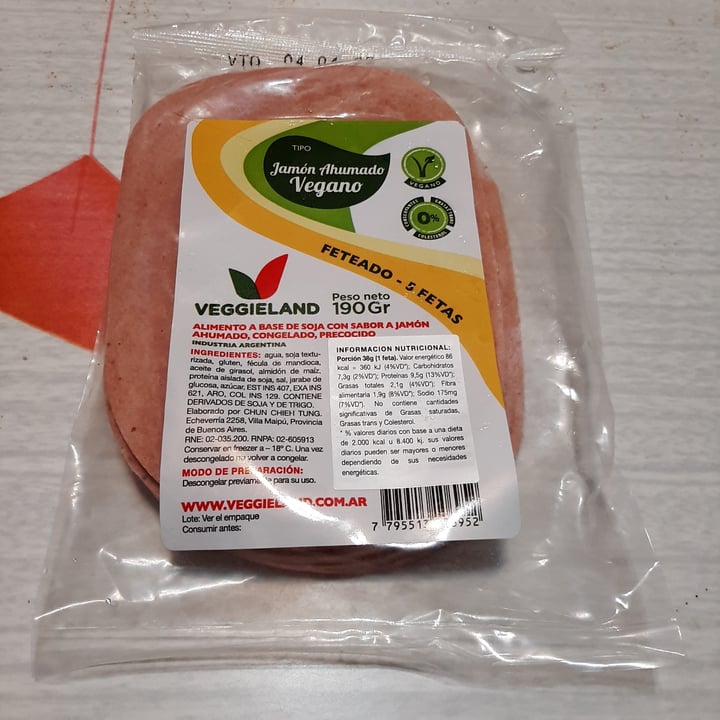 VTO 04 04
TIPO
Jamón Ahumado
Vegano
VEGANO
0%
COLESTEROL
FETEADO - 5 FETAS
VEGGIELAND
Peso neto
190Gr
ALIMENTO A BASE DE SOJA CON SABOR A JAMÓN
AHUMADO, CONGELADO, PRECOCIDO
INDUSTRIA ARGENTINA
INGREDIENTES: agua, soja textu-
rizada, gluten, fécula de mandioca,
aceite de girasol, almidón de maíz,
proteína aislada de soja, sal, jarabe de
glucosa, azúcar, EST INS 407, EXA INS
621, ARO, COL INS 129. CONTIENE
DERIVADOS DE SOJA Y DE TRIGO.
Elaborado por CHUN CHIEH TUNG.
Echeverría 2258, Villa Maipú, Provincia
de Buenos Aires.
RNE: 02-035.200. RNPA: 02-605913
Conservar en freezer a – 18° C. Una vez
descongelado no volver a congelar.
MODO DE PREPARACIÓN:
Descongelar previamente para su uso.
INFORMACION NUTRICIONAL:
Porción 38g (1 feta). Valor energético 86
kcal = 360 kJ (4%VD*); Carbohidratos
7,3g (2%VD*); Proteínas 9,5g (13%VD*);
Grasas totales 2,1g (4%VD*); Fibra
alimentaria 1,9g (8%VD*); Sodio 175mg
(7%VD*). No contiene cantidades
significativas de Grasas saturadas,
Grasas trans y Colesterol.
* % valores diarios con base a una dieta
de 2.000 kcal u 8.400 kj, sus valores
diarios pueden ser mayores o menores
dependiendo de sus necesidades
energéticas.
WWW.VEGGIELAND.COM.AR
Lote: Ver el empaque
Consumir antes:
7 795513 952